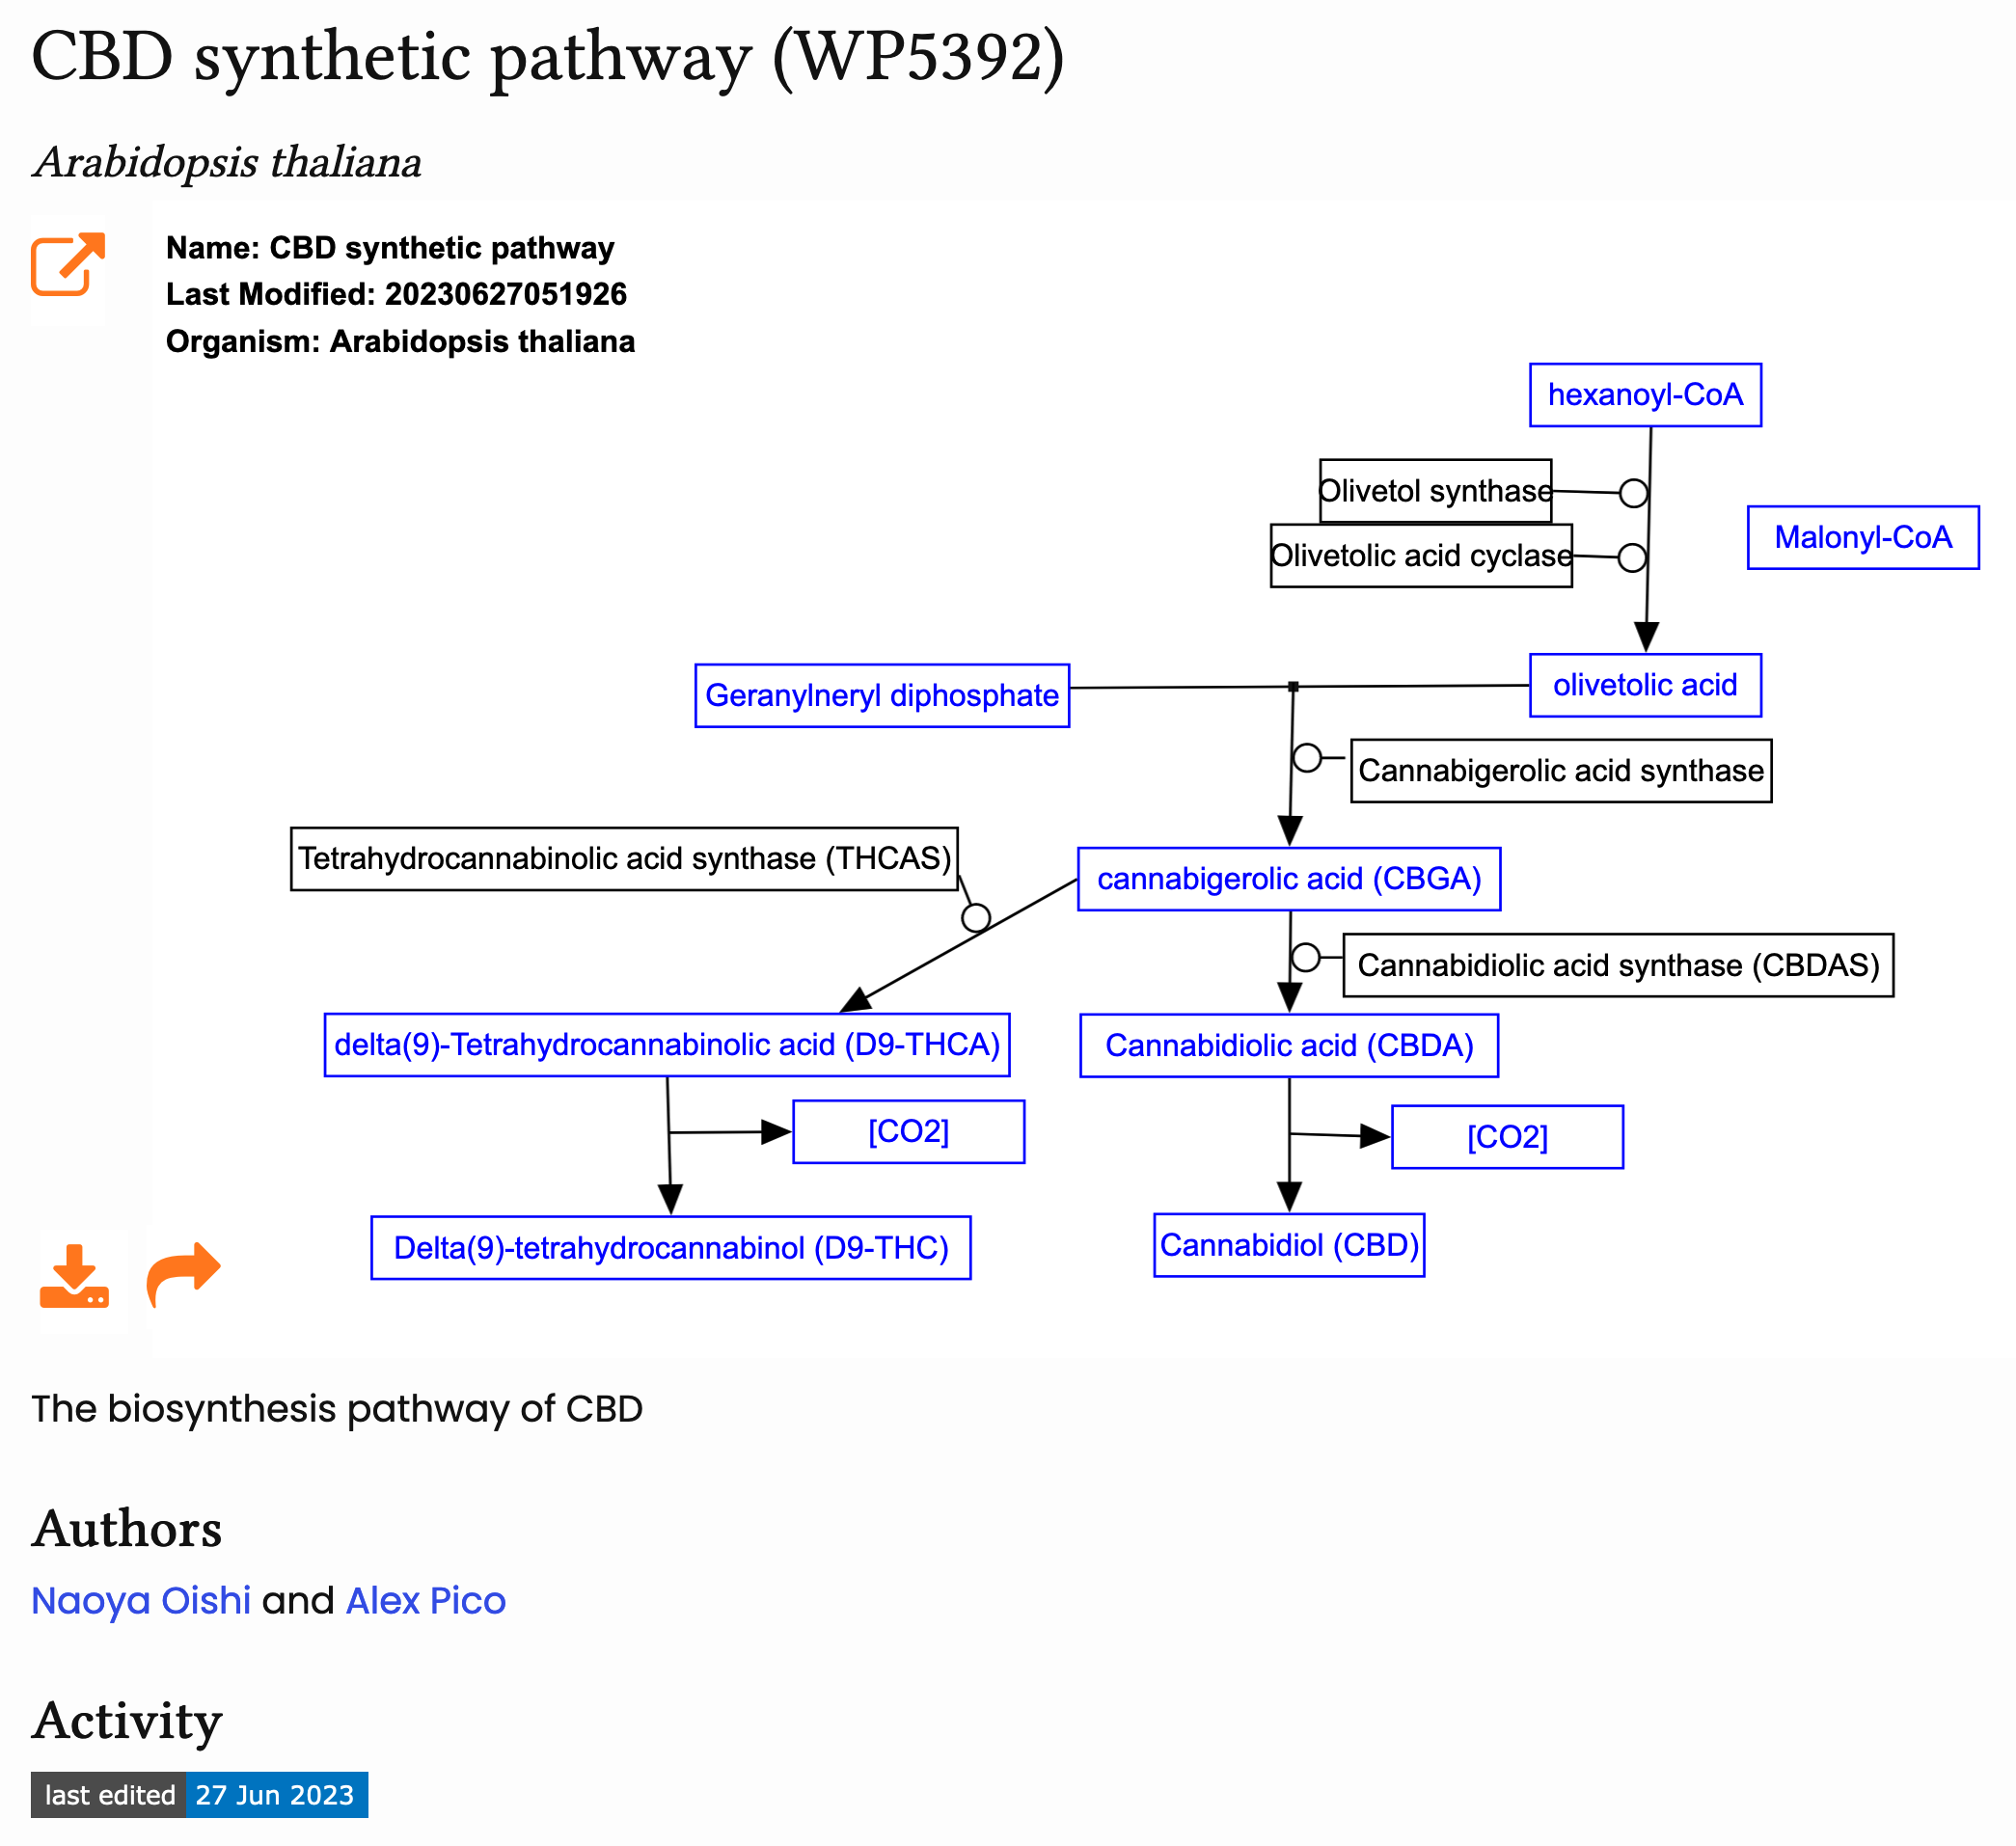 CBD synthetic pathway (WP5392)
Arabidopsis thaliana
Name: CBD synthetic pathway
Last Modified: 20230627051926
Organism: Arabidopsis thaliana
hexanoyl-CoA
Olivetol synthase
Malonyl-CoA
Olivetolic acid cyclase
Geranylneryl diphosphate
olivetolic acid
Cannabigerolic acid synthase
Tetrahydrocannabinolic acid synthase (THCAS)
cannabigerolic acid (CBGA)
Cannabidiolic acid synthase (CBDAS)
delta(9)-Tetrahydrocannabinolic acid (D9-THCA)
Cannabidiolic acid (CBDA)
[CO2]
[CO2]
Delta(9)-tetrahydrocannabinol (D9-THC)
Cannabidiol (CBD)
The biosynthesis pathway of CBD
Authors
Naoya Oishi and Alex Pico
Activity
last edited 27 Jun 2023